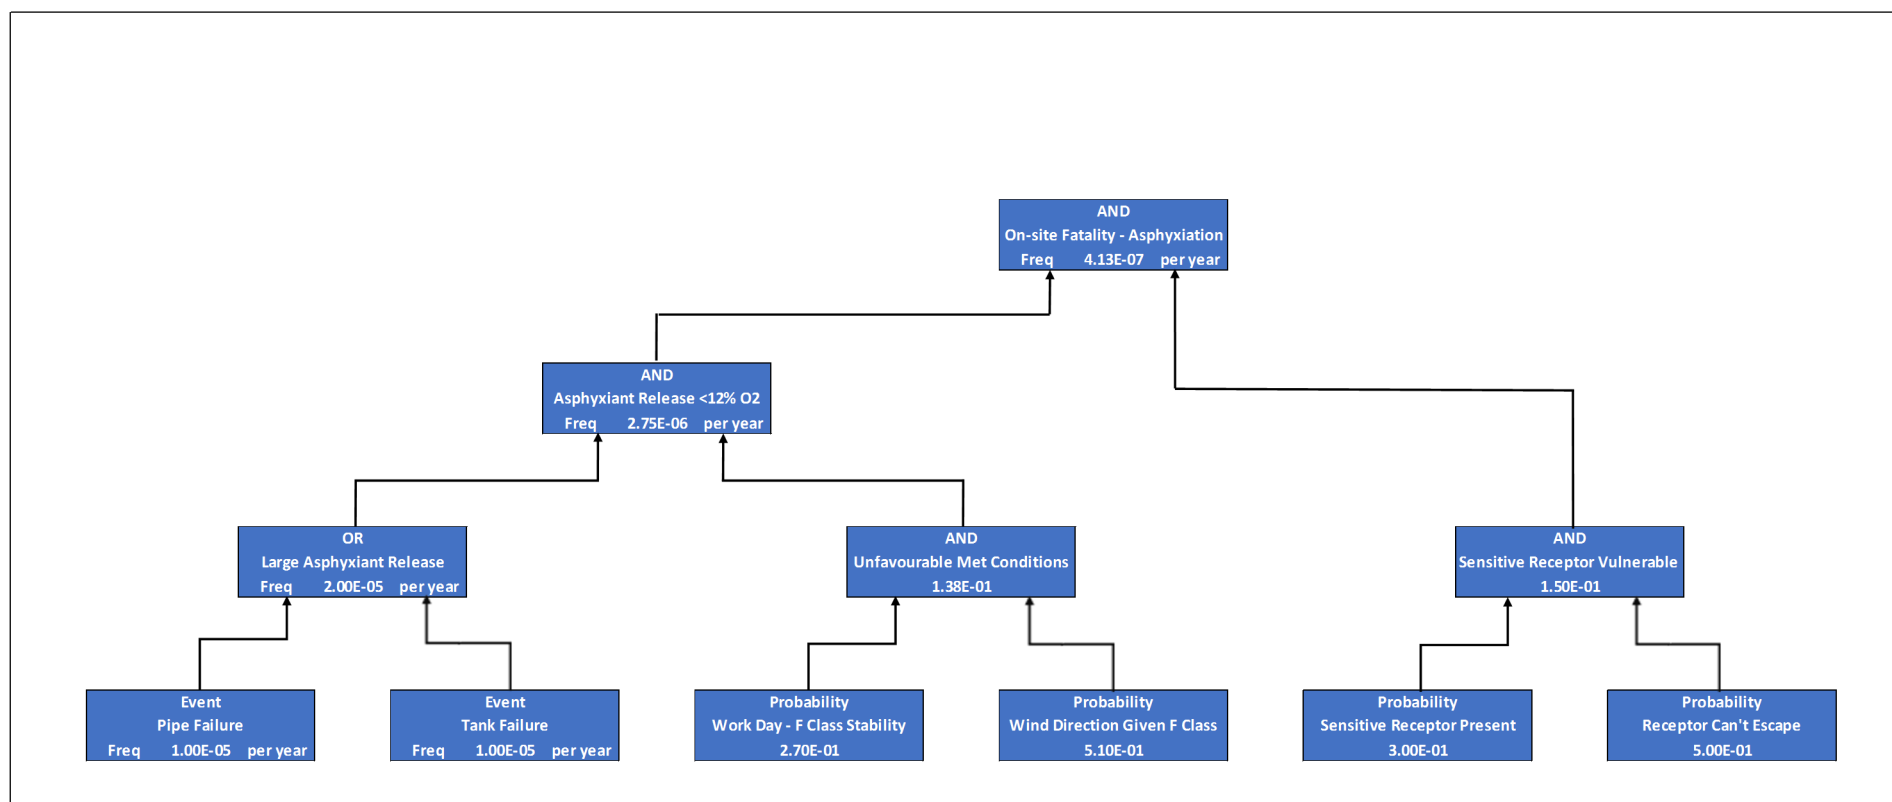 AND
On-site Fatality - Asphyxiation
Freq 4.13E-07 per year
AND
Asphyxiant Release <12% O2
Freq 2.75E-06 per year
OR
Large Asphyxiant Release
Freq 2.00E-05 per year
AND
Unfavourable Met Conditions
1.38E-01
AND
Sensitive Receptor Vulnerable
1.50E-01
Event
Pipe Failure
Freq 1.00E-05 per year
Event
Tank Failure
Freq 1.00E-05 per year
Probability
Work Day - F Class Stability
2.70E-01
Probability
Wind Direction Given F Class
5.10E-01
Probability
Sensitive Receptor Present
3.00E-01
Probability
Receptor Can't Escape
5.00E-01